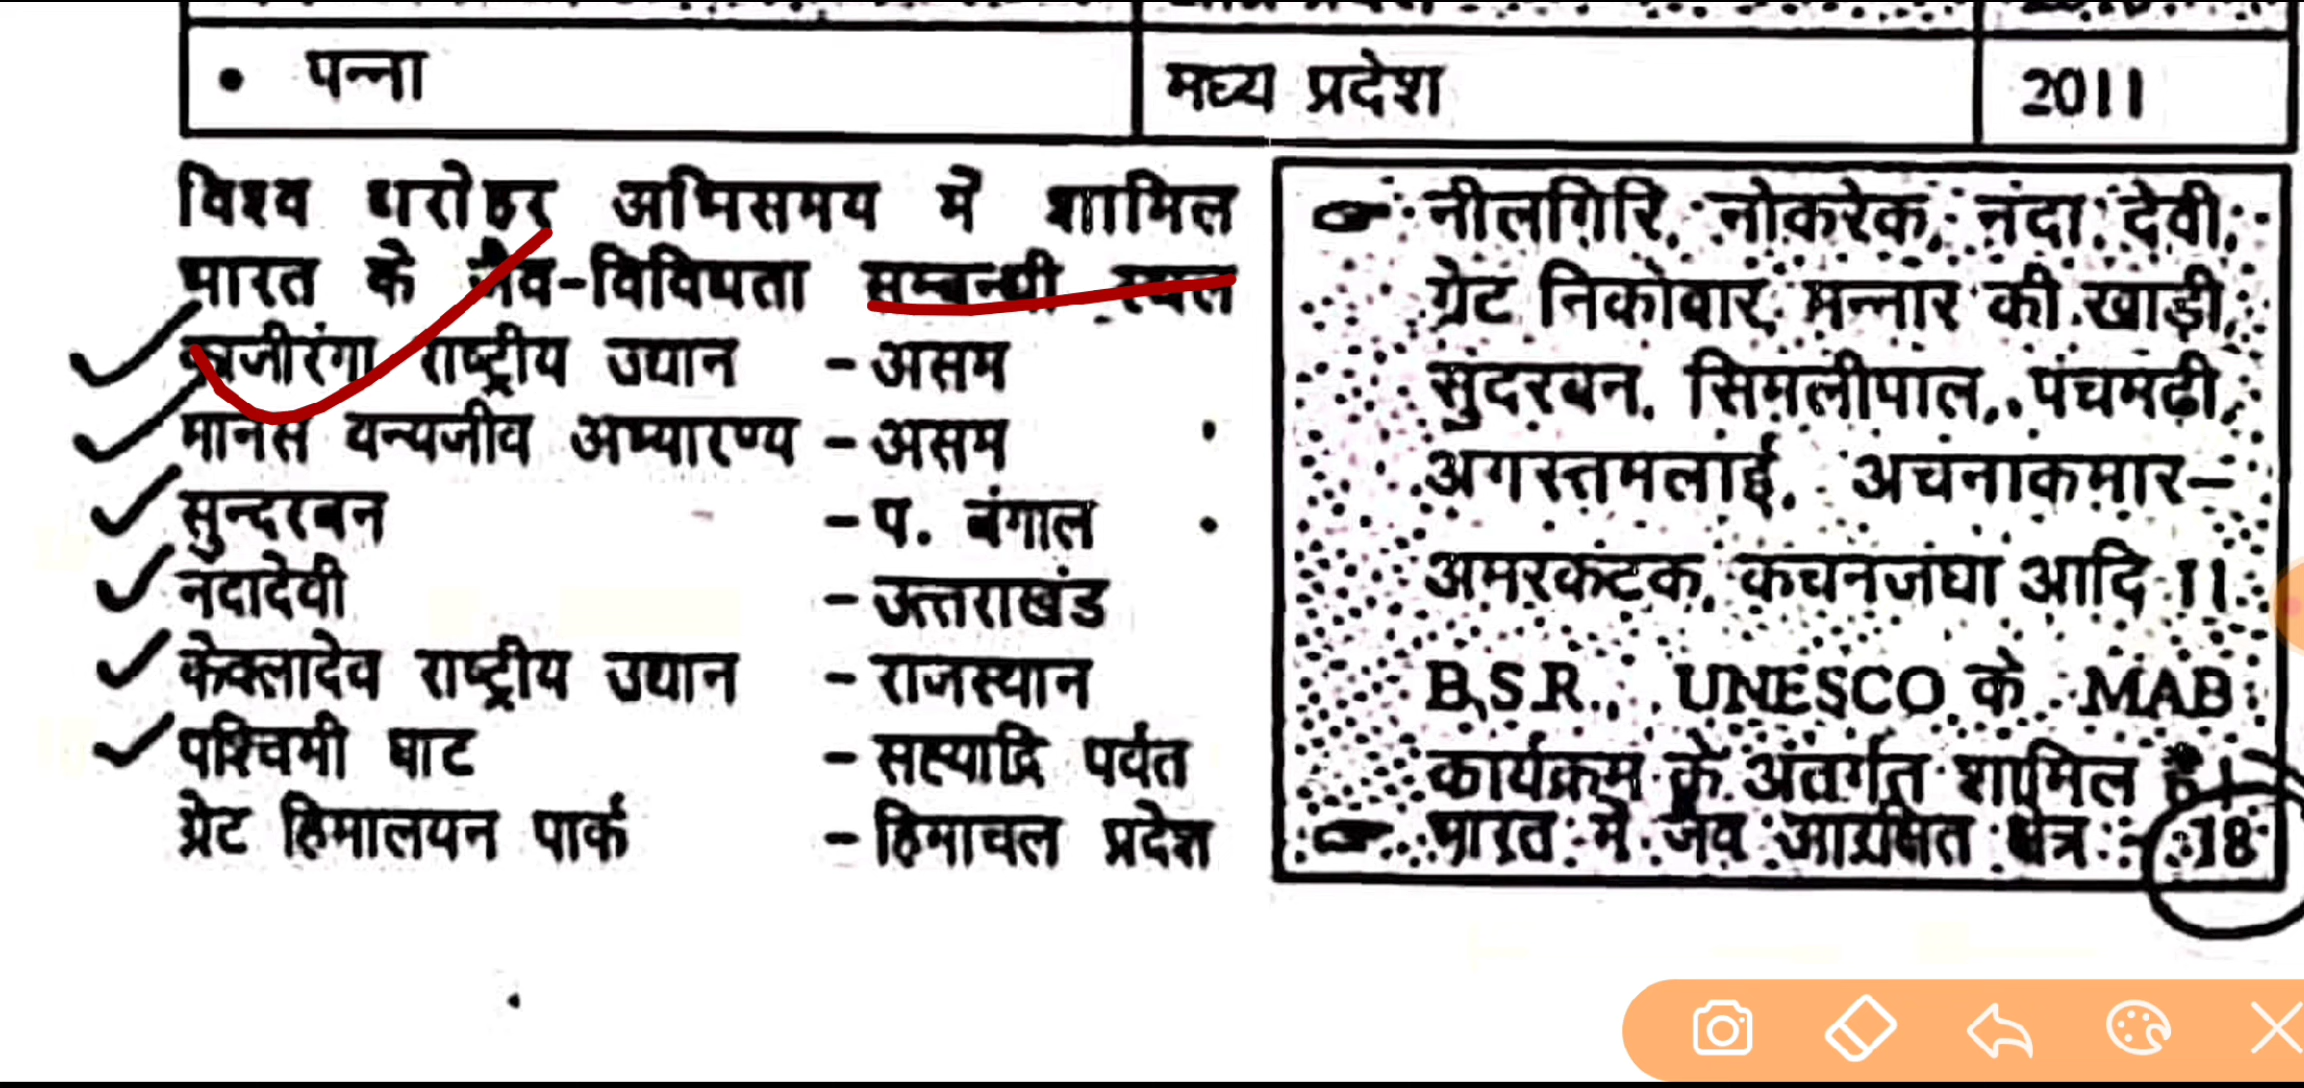 • पन्ना मध्य प्रदेश 2011
विश्व धरोहर अभिसमय में शामिल
भारत के जैव-विविधता सम्बन्धी स्थल
काजीरंगा राष्ट्रीय उद्यान - असम
मानस वन्यजीव अभ्यारण्य - असम
सुन्दरबन - प. बंगाल
नंदादेवी - उत्तराखंड
केवलादेव राष्ट्रीय उद्यान - राजस्थान
पश्चिमी घाट - सह्याद्रि पर्वत
ग्रेट हिमालयन पार्क - हिमाचल प्रदेश
नीलगिरि, नोकरेक, नंदा देवी,
ग्रेट निकोबार, मन्नार की खाड़ी,
सुंदरबन, सिमलीपाल, पंचमढ़ी,
अगस्तमलाई, अचनाकमार–
अमरकंटक, कंचनजंघा आदि 11
B.S.R., UNESCO के MAB
कार्यक्रम के अंतर्गत शामिल हैं।
भारत में जैव आरक्षित क्षेत्र - 18